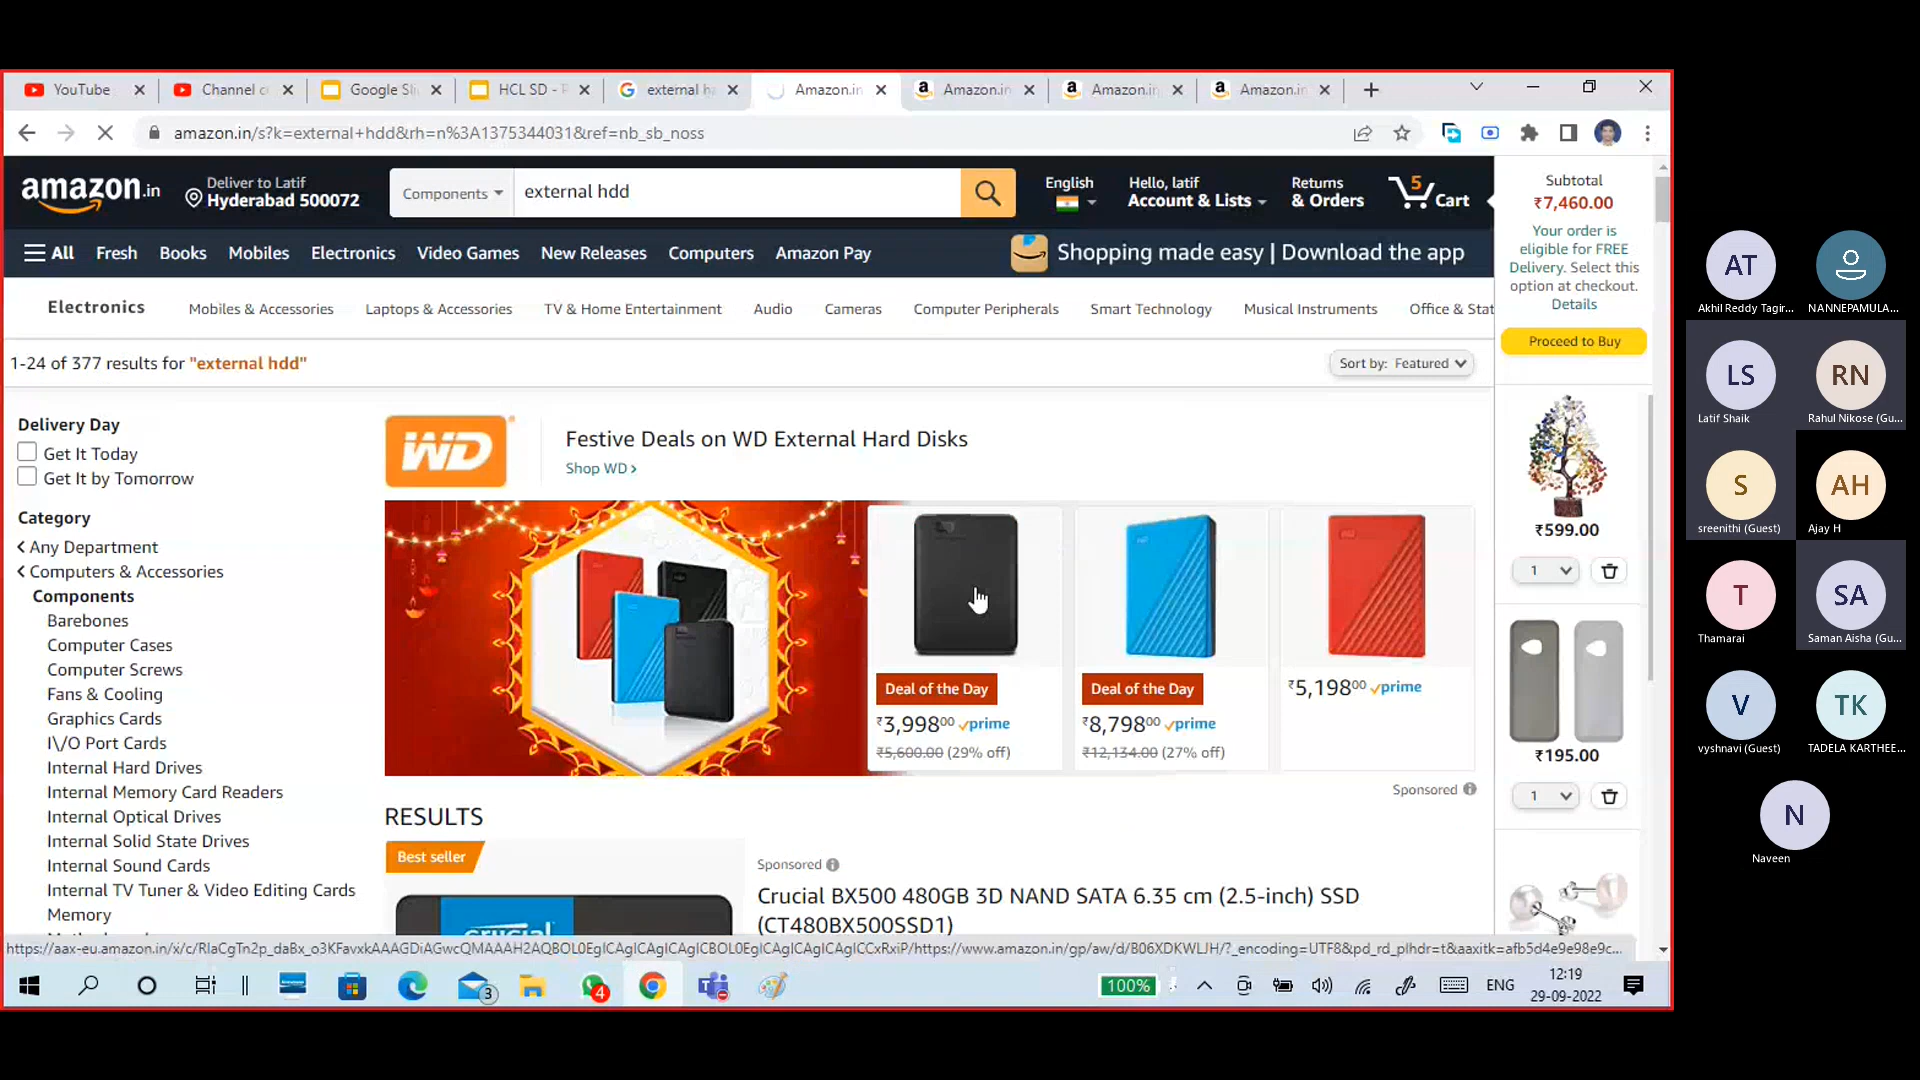 YouTube
Channel c
Google Sli
HCL SD -
external ha
Amazon.in
Amazon.in
Amazon.in
Amazon.in
amazon.in/s?k=external+hdd&rh=n%3A1375344031&ref=nb_sb_noss
amazon.in
Deliver to Latif
Hyderabad 500072
Components
external hdd
English
Hello, latif
Account & Lists
Returns
& Orders
5
Cart
All
Fresh
Books
Mobiles
Electronics
Video Games
New Releases
Computers
Amazon Pay
Shopping made easy | Download the app
Electronics
Mobiles & Accessories
Laptops & Accessories
TV & Home Entertainment
Audio
Cameras
Computer Peripherals
Smart Technology
Musical Instruments
Office & Stat
1-24 of 377 results for "external hdd"
Sort by: Featured
Delivery Day
Get It Today
Get It by Tomorrow
Category
Any Department
Computers & Accessories
Components
Barebones
Computer Cases
Computer Screws
Fans & Cooling
Graphics Cards
I\/O Port Cards
Internal Hard Drives
Internal Memory Card Readers
Internal Optical Drives
Internal Solid State Drives
Internal Sound Cards
Internal TV Tuner & Video Editing Cards
Memory
WD
Festive Deals on WD External Hard Disks
Shop WD
Deal of the Day
₹3,99800 prime
₹5,600.00 (29% off)
Deal of the Day
₹8,79800 prime
₹12,134.00 (27% off)
₹5,19800 prime
Sponsored
RESULTS
Best seller
crucial
Sponsored
Crucial BX500 480GB 3D NAND SATA 6.35 cm (2.5-inch) SSD
(CT480BX500SSD1)
Subtotal
₹7,460.00
Your order is
eligible for FREE
Delivery. Select this
option at checkout.
Details
Proceed to Buy
₹599.00
1
₹195.00
1
3
4
100%
ENG
12:19
29-09-2022
AT
Akhil Reddy Tagir...
NANNEPAMULA...
LS
Latif Shaik
RN
Rahul Nikose (Gu...
S
sreenithi (Guest)
AH
Ajay H
T
Thamarai
SA
Saman Aisha (Gu...
V
vyshnavi (Guest)
TK
TADELA KARTHEE...
N
Naveen